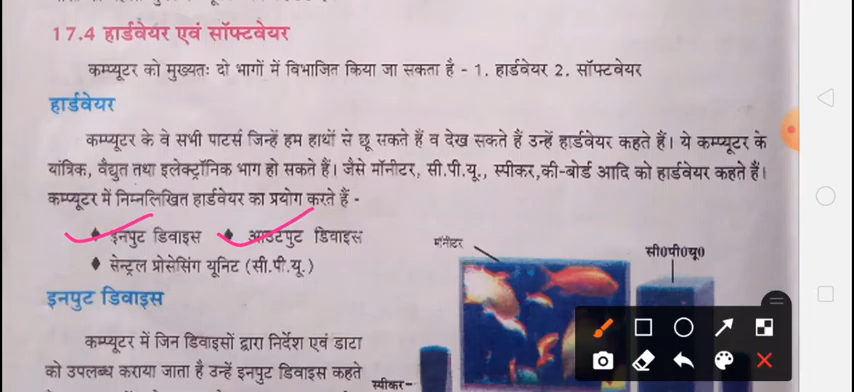 17.4 हार्डवेयर एवं सॉफ्टवेयर
कम्प्यूटर को मुख्यतः दो भागों में विभाजित किया जा सकता है - 1. हार्डवेयर 2. सॉफ्टवेयर
हार्डवेयर
कम्प्यूटर के वे सभी पार्टस जिन्हें हम हाथों से छू सकते हैं व देख सकते हैं उन्हें हार्डवेयर कहते हैं। ये कम्प्यूटर के
यांत्रिक, वैद्युत तथा इलेक्ट्रॉनिक भाग हो सकते हैं। जैसे मॉनीटर, सी.पी.यू., स्पीकर,की-बोर्ड आदि को हार्डवेयर कहते हैं।
कम्प्यूटर में निम्नलिखित हार्डवेयर का प्रयोग करते हैं -
♦ इनपुट डिवाइस ♦ आउटपुट डिवाइस
♦ सेन्ट्रल प्रोसेसिंग यूनिट (सी.पी.यू.)
मॉनीटर
सी0पी0यू0
इनपुट डिवाइस
कम्प्यूटर में जिन डिवाइसों द्वारा निर्देश एवं डाटा
को उपलब्ध कराया जाता है उन्हें इनपुट डिवाइस कहते
स्पीकर